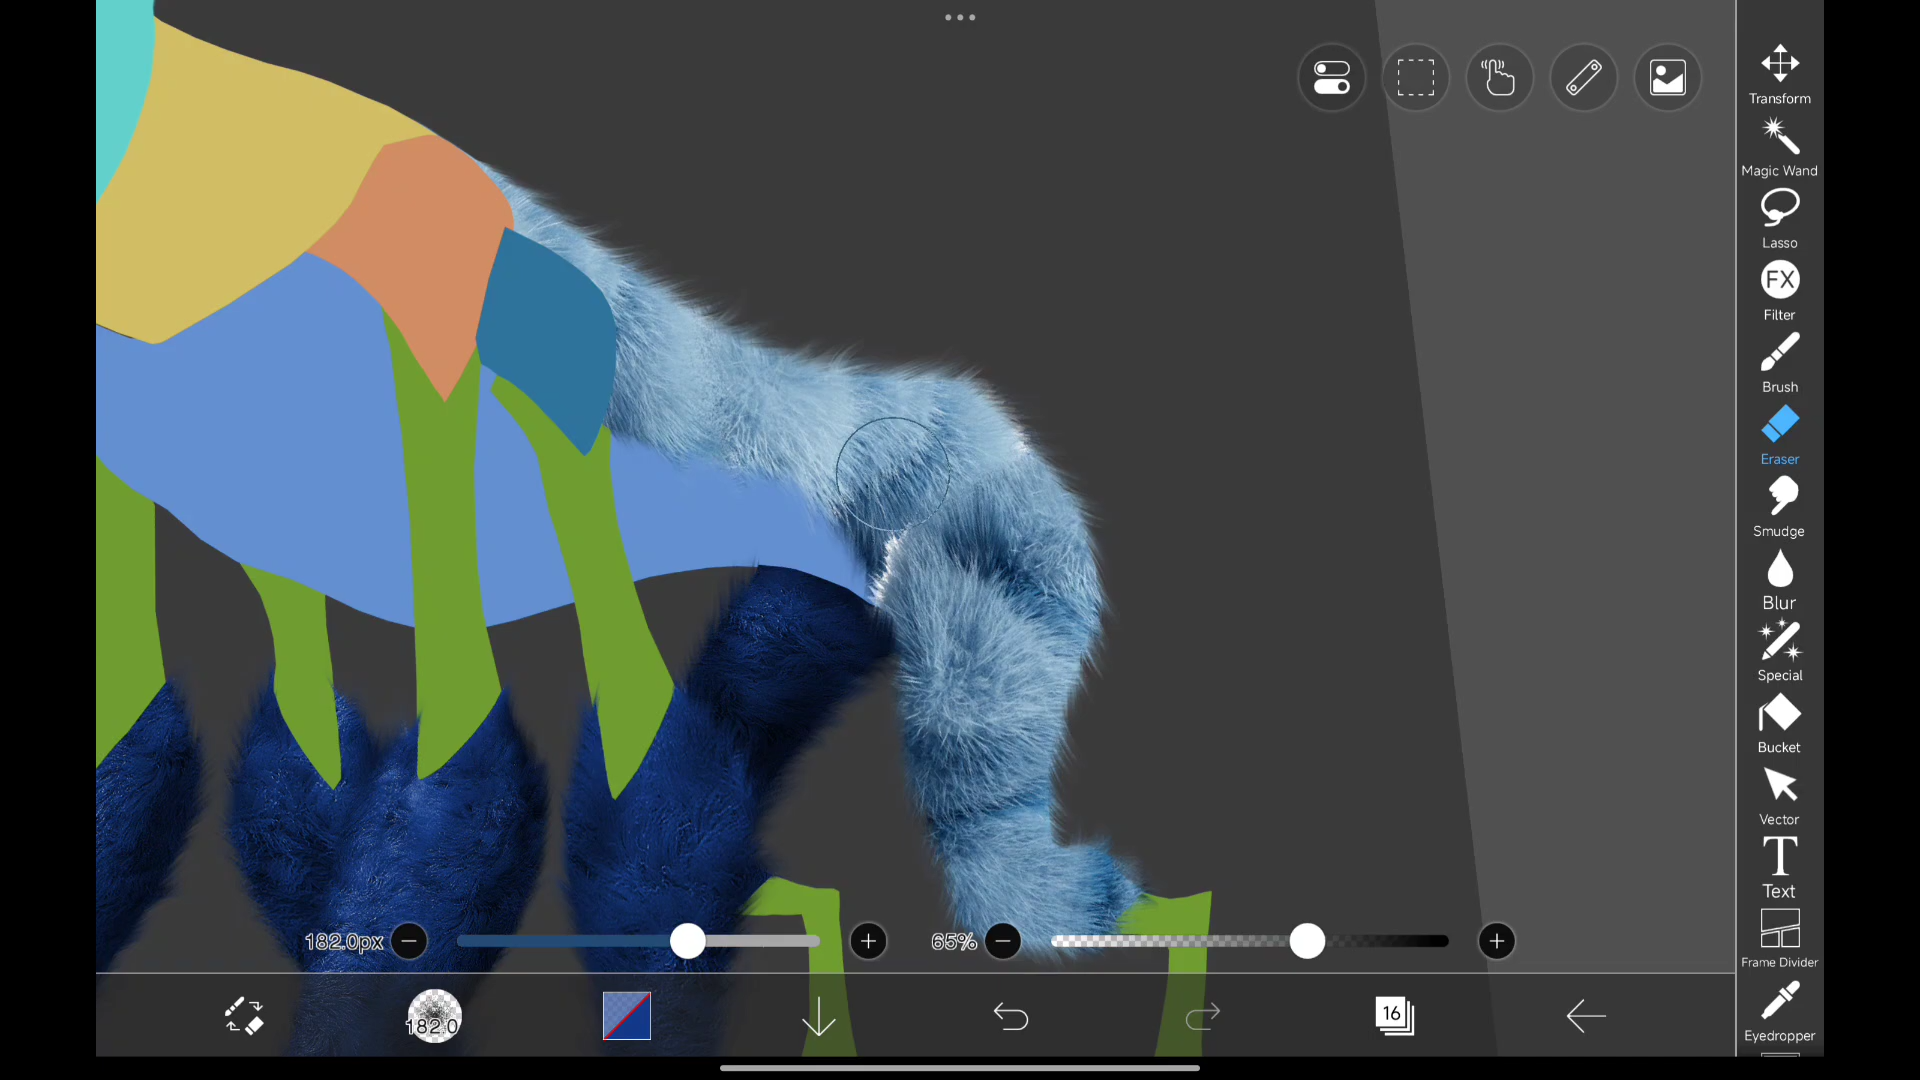 Transform
Magic Wand
Lasso
FX
Filter
Brush
Eraser
Smudge
Blur
Special
Bucket
Vector
T
Text
Frame Divider
Eyedropper
182.0px
65%
182.0
16